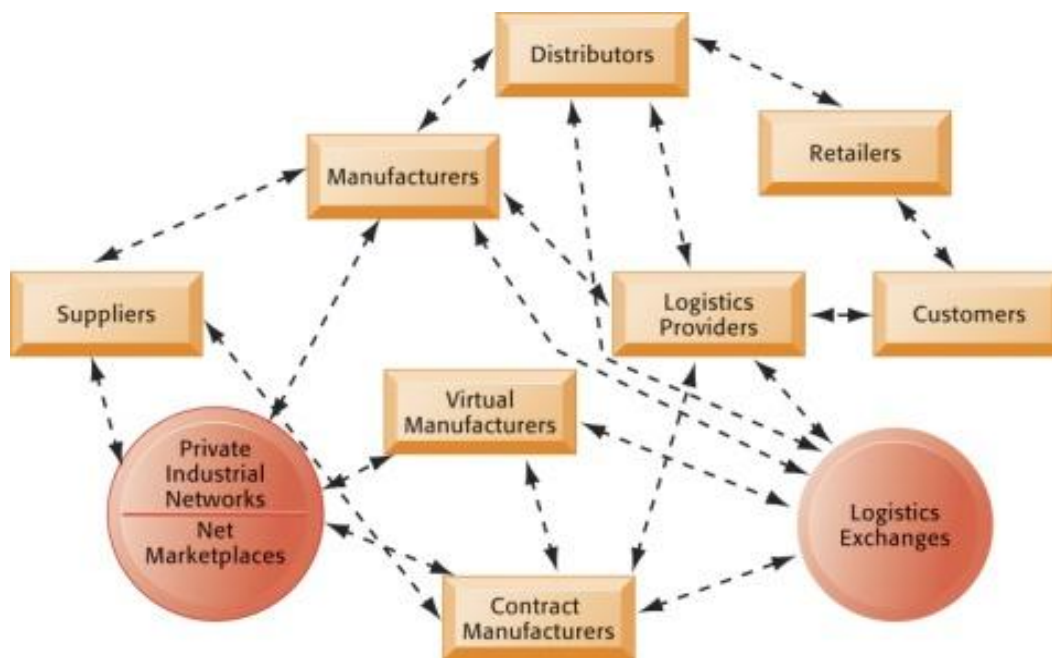 Distributors
Manufacturers
Retailers
Suppliers
Logistics
Providers
Customers
Virtual
Manufacturers
Private
Industrial
Networks
Net
Marketplaces
Logistics
Exchanges
Contract
Manufacturers